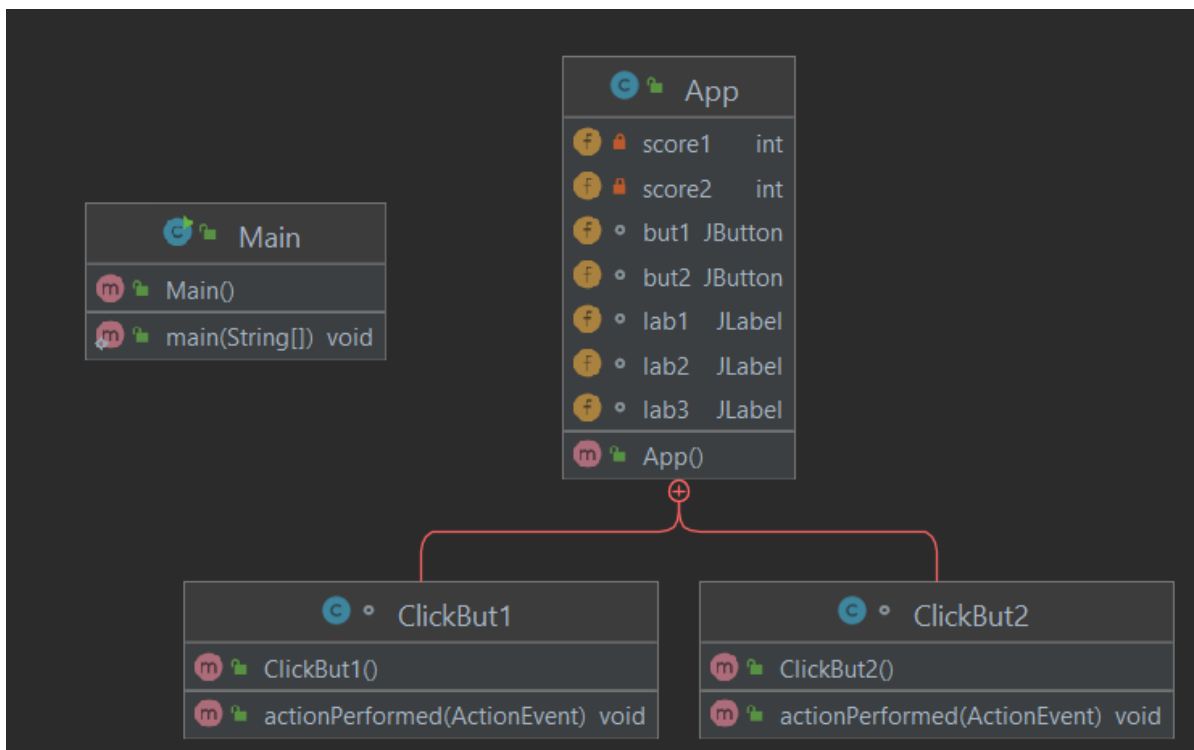 Main
Main()
main(String[]) void
App
score1 int
score2 int
but1 JButton
but2 JButton
lab1 JLabel
lab2 JLabel
lab3 JLabel
App()
ClickBut1
ClickBut1()
actionPerformed(ActionEvent) void
ClickBut2
ClickBut2()
actionPerformed(ActionEvent) void